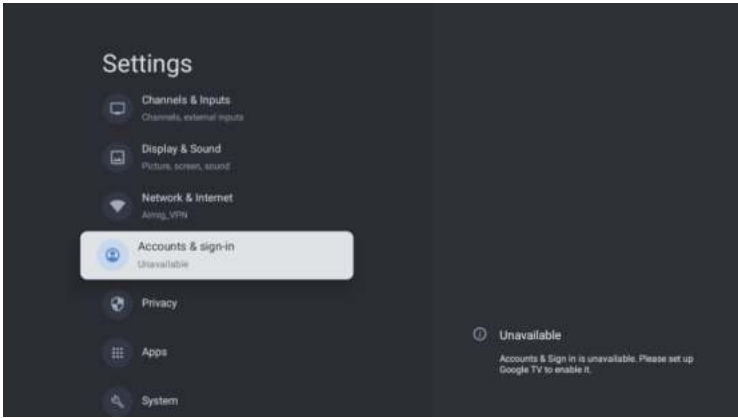 Settings
Channels & Inputs
Channels, external inputs
Display & Sound
Picture, screen, sound
Network & Internet
Aimig_VPN
Accounts & sign-in
Unavailable
Privacy
Apps
System
Unavailable
Accounts & Sign in is unavailable. Please set up
Google TV to enable it.